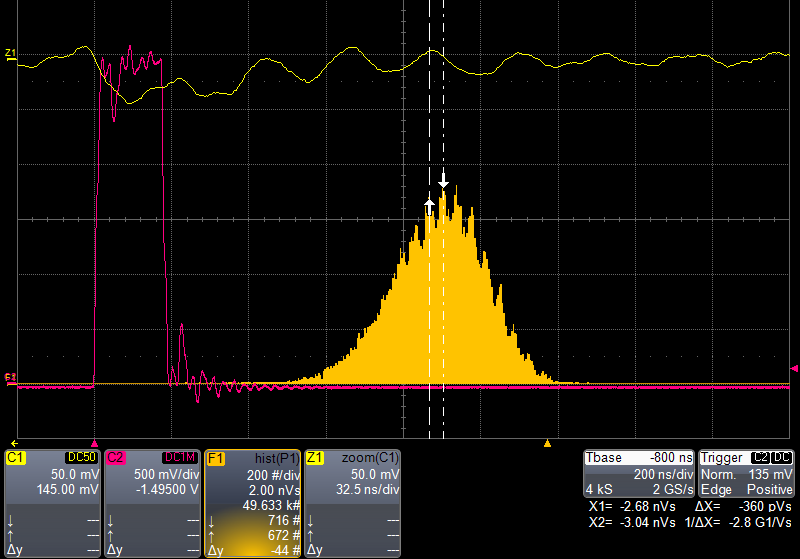 Z1
F1
C1 DC50
50.0 mV
145.00 mV
↓ ---
↑ ---
Δy ---
C2 DC1M
500 mV/div
-1.49500 V
↓ ---
↑ ---
Δy ---
F1 hist(P1)
200 #/div
2.00 nVs
49.633 k#
↓ 716 #
↑ 672 #
Δy -44 #
Z1 zoom(C1)
50.0 mV
32.5 ns/div
↓ ---
↑ ---
Δy ---
Tbase -800 ns
200 ns/div
4 kS 2 GS/s
Trigger C2 DC
Norm. 135 mV
Edge Positive
X1= -2.68 nVs ΔX= -360 pVs
X2= -3.04 nVs 1/ΔX= -2.8 G1/Vs